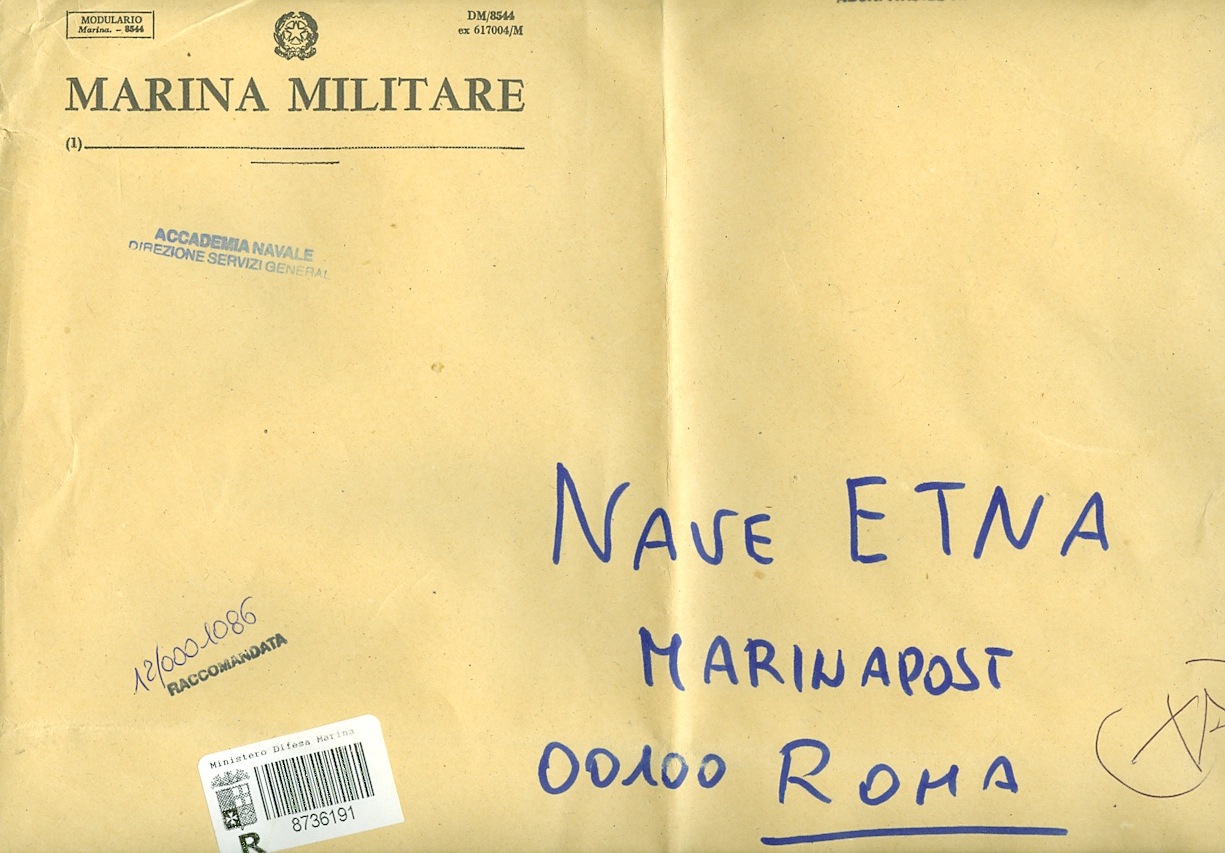 MODULARIO
Marina. - 8544
DM/8544
ex 617004/M
MARINA MILITARE
(1)
ACCADEMIA NAVALE
DIREZIONE SERVIZI GENERAL
NAVE ETNA
MARINAPOST
00100 ROMA
12/0001086
RACCOMANDATA
Ministero Difesa Marina
R
8736191